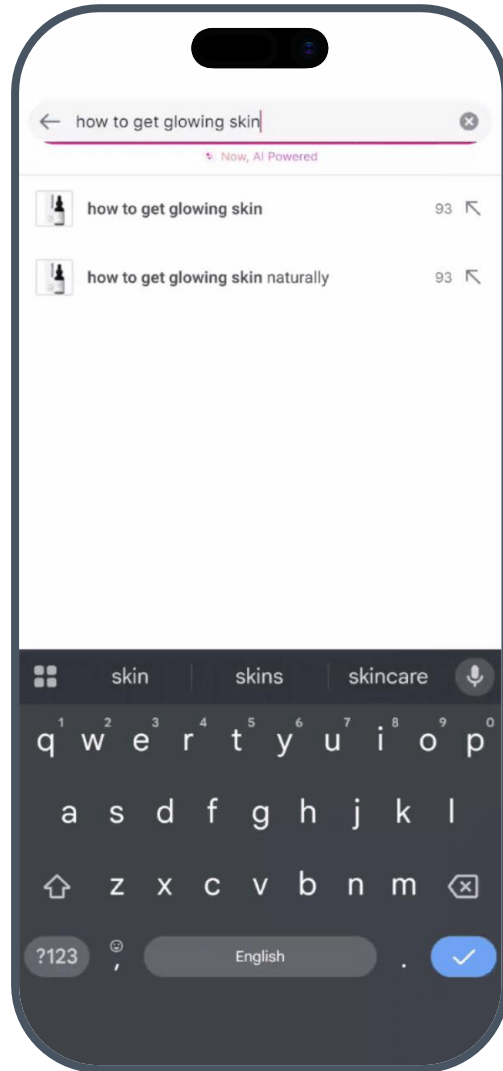 how to get glowing skin
Now, AI Powered
how to get glowing skin 93
how to get glowing skin naturally 93
skin skins skincare
1 2 3 4 5 6 7 8 9 0
q w e r t y u i o p
a s d f g h j k l
z x c v b n m
?123 , English .